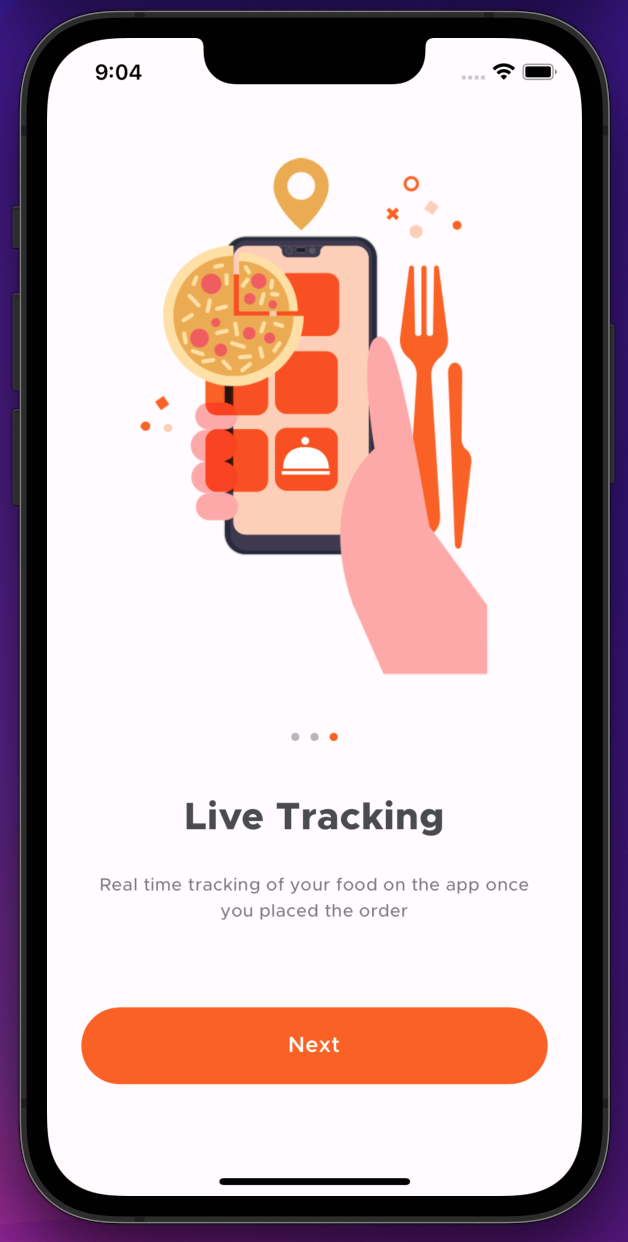 9:04
Live Tracking
Real time tracking of your food on the app once
you placed the order
Next